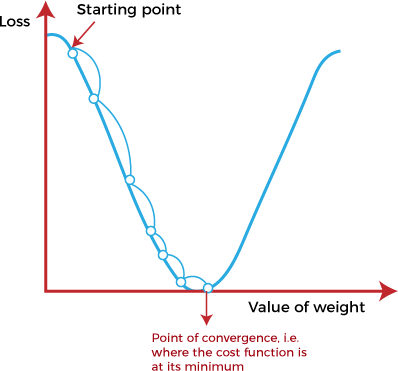 Starting point
Loss
Value of weight
Point of convergence, i.e.
where the cost function is
at its minimum